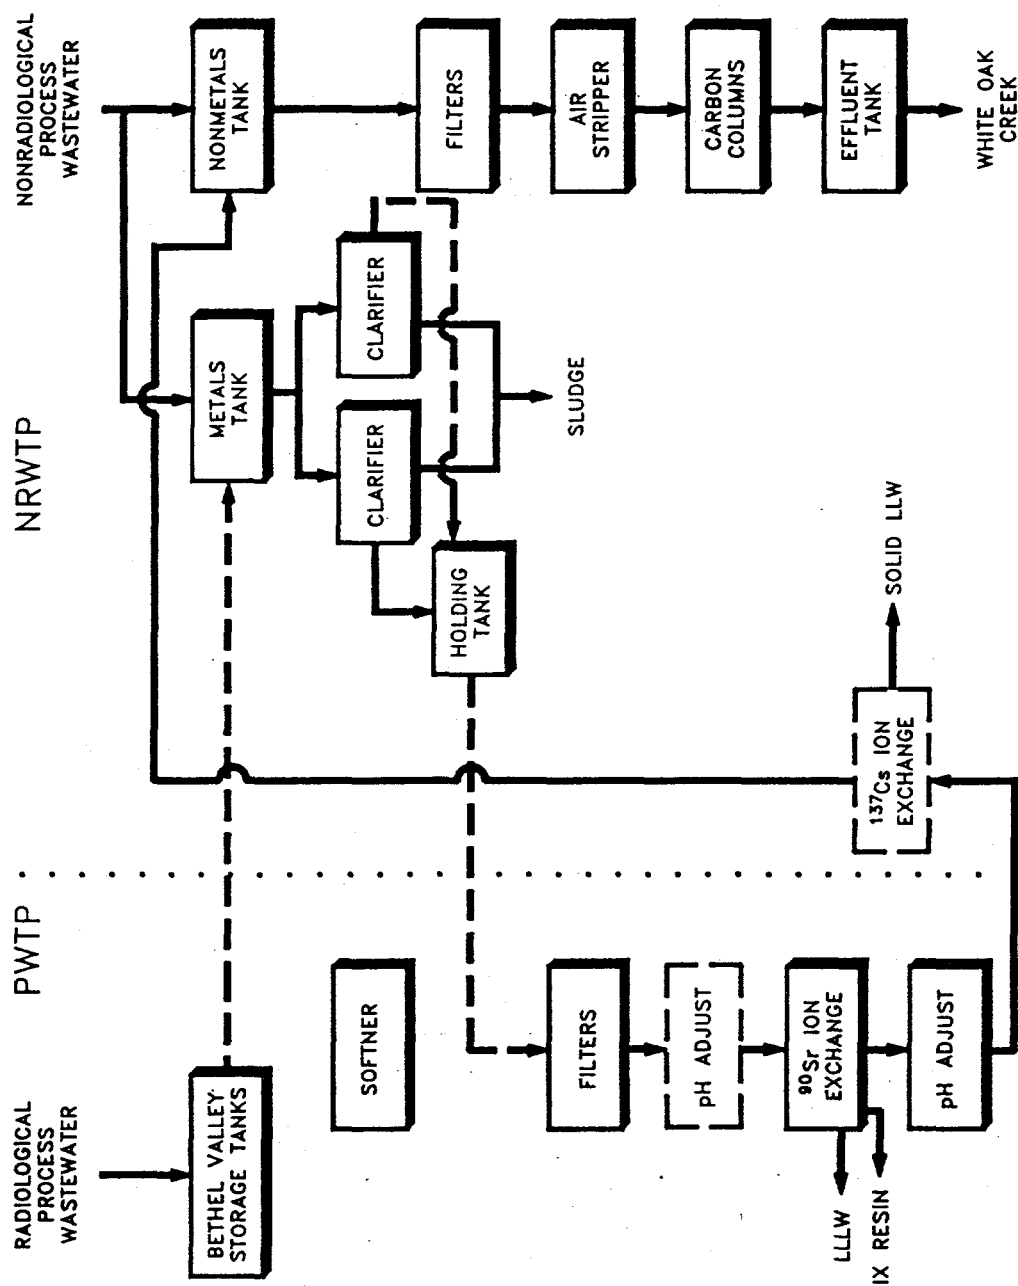 PWTP
NRWTP
RADIOLOGICAL
PROCESS
WASTEWATER
NONRADIOLOGICAL
PROCESS
WASTEWATER
BETHEL VALLEY
STORAGE TANKS
METALS
TANK
NONMETALS
TANK
SOFTNER
CLARIFIER
CLARIFIER
HOLDING
TANK
SLUDGE
FILTERS
FILTERS
AIR
STRIPPER
pH ADJUST
CARBON
COLUMNS
⁹⁰Sr ION
EXCHANGE
LLLW
IX RESIN
¹³⁷Cs ION
EXCHANGE
SOLID LLW
EFFLUENT
TANK
pH ADJUST
WHITE OAK
CREEK